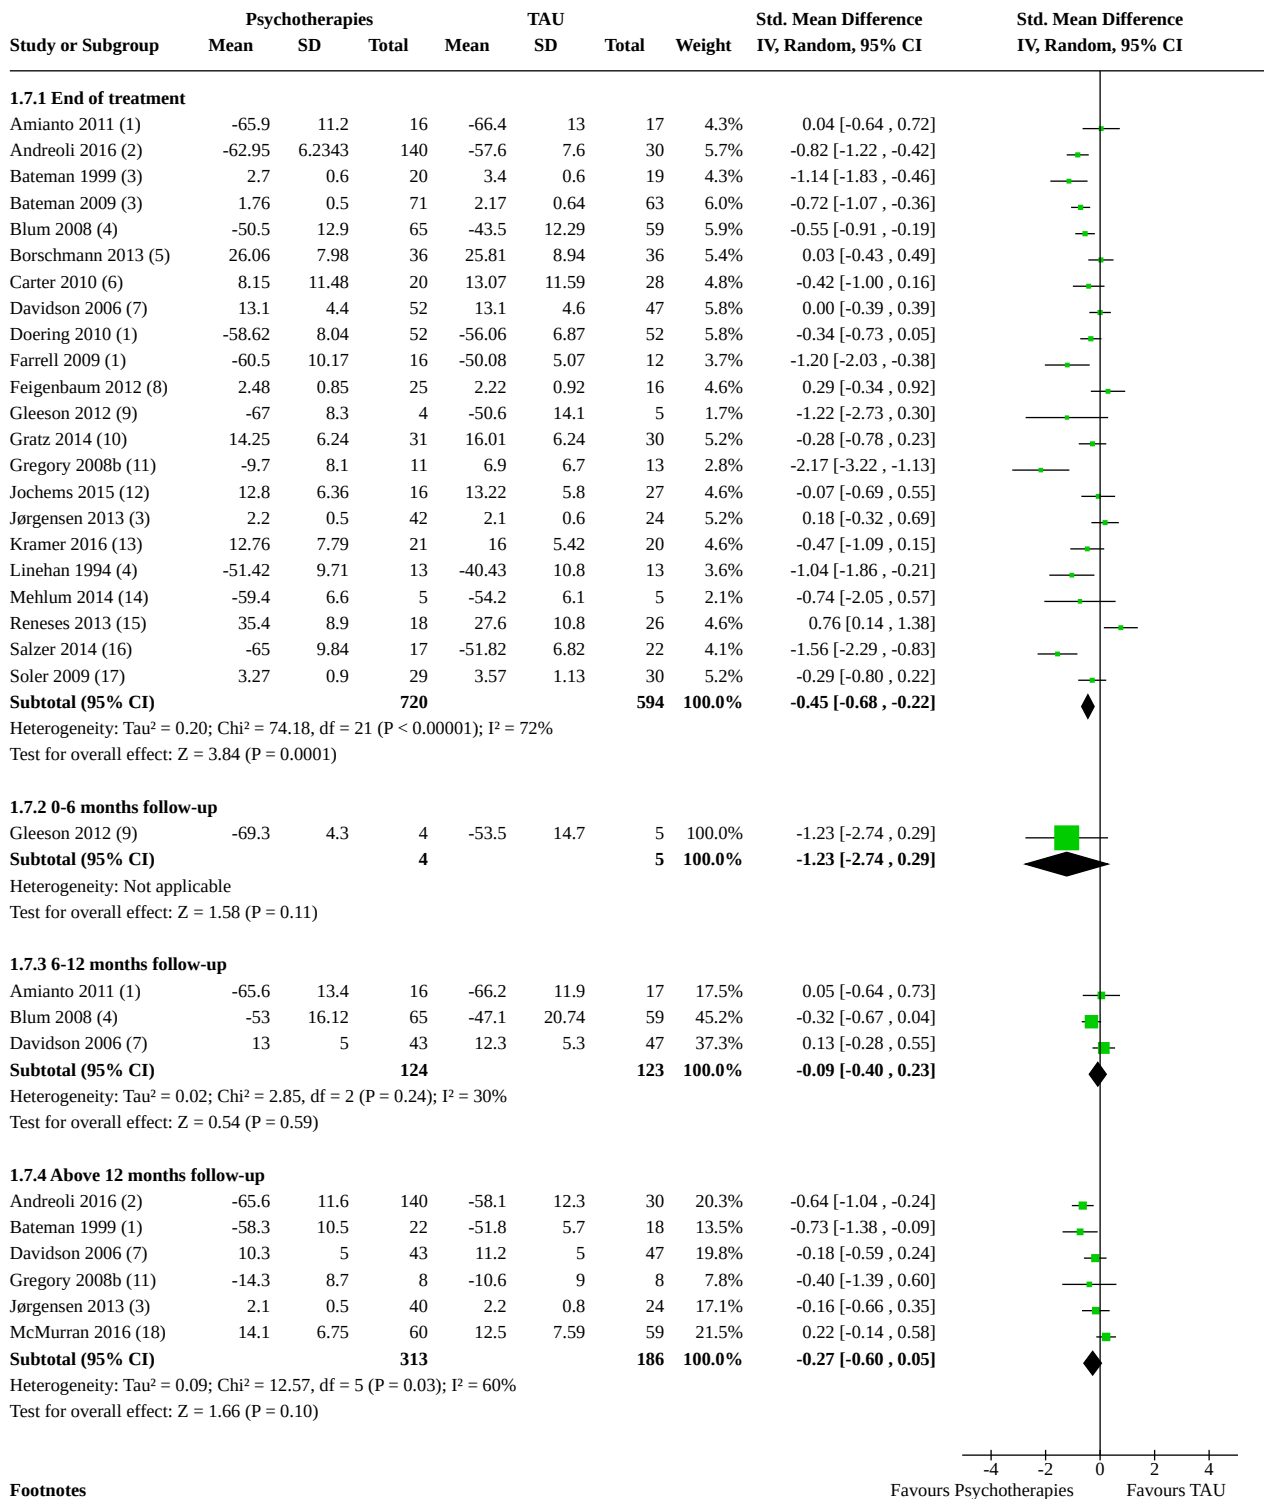 Psychotherapies TAU Std. Mean Difference Std. Mean Difference
Study or Subgroup Mean SD Total Mean SD Total Weight IV, Random, 95% CI IV, Random, 95% CI
1.7.1 End of treatment
Amianto 2011 (1) -65.9 11.2 16 -66.4 13 17 4.3% 0.04 [-0.64 , 0.72]
Andreoli 2016 (2) -62.95 6.2343 140 -57.6 7.6 30 5.7% -0.82 [-1.22 , -0.42]
Bateman 1999 (3) 2.7 0.6 20 3.4 0.6 19 4.3% -1.14 [-1.83 , -0.46]
Bateman 2009 (3) 1.76 0.5 71 2.17 0.64 63 6.0% -0.72 [-1.07 , -0.36]
Blum 2008 (4) -50.5 12.9 65 -43.5 12.29 59 5.9% -0.55 [-0.91 , -0.19]
Borschmann 2013 (5) 26.06 7.98 36 25.81 8.94 36 5.4% 0.03 [-0.43 , 0.49]
Carter 2010 (6) 8.15 11.48 20 13.07 11.59 28 4.8% -0.42 [-1.00 , 0.16]
Davidson 2006 (7) 13.1 4.4 52 13.1 4.6 47 5.8% 0.00 [-0.39 , 0.39]
Doering 2010 (1) -58.62 8.04 52 -56.06 6.87 52 5.8% -0.34 [-0.73 , 0.05]
Farrell 2009 (1) -60.5 10.17 16 -50.08 5.07 12 3.7% -1.20 [-2.03 , -0.38]
Feigenbaum 2012 (8) 2.48 0.85 25 2.22 0.92 16 4.6% 0.29 [-0.34 , 0.92]
Gleeson 2012 (9) -67 8.3 4 -50.6 14.1 5 1.7% -1.22 [-2.73 , 0.30]
Gratz 2014 (10) 14.25 6.24 31 16.01 6.24 30 5.2% -0.28 [-0.78 , 0.23]
Gregory 2008b (11) -9.7 8.1 11 6.9 6.7 13 2.8% -2.17 [-3.22 , -1.13]
Jochems 2015 (12) 12.8 6.36 16 13.22 5.8 27 4.6% -0.07 [-0.69 , 0.55]
Jørgensen 2013 (3) 2.2 0.5 42 2.1 0.6 24 5.2% 0.18 [-0.32 , 0.69]
Kramer 2016 (13) 12.76 7.79 21 16 5.42 20 4.6% -0.47 [-1.09 , 0.15]
Linehan 1994 (4) -51.42 9.71 13 -40.43 10.8 13 3.6% -1.04 [-1.86 , -0.21]
Mehlum 2014 (14) -59.4 6.6 5 -54.2 6.1 5 2.1% -0.74 [-2.05 , 0.57]
Reneses 2013 (15) 35.4 8.9 18 27.6 10.8 26 4.6% 0.76 [0.14 , 1.38]
Salzer 2014 (16) -65 9.84 17 -51.82 6.82 22 4.1% -1.56 [-2.29 , -0.83]
Soler 2009 (17) 3.27 0.9 29 3.57 1.13 30 5.2% -0.29 [-0.80 , 0.22]
Subtotal (95% CI) 720 594 100.0% -0.45 [-0.68 , -0.22]
Heterogeneity: Tau² = 0.20; Chi² = 74.18, df = 21 (P < 0.00001); I² = 72%
Test for overall effect: Z = 3.84 (P = 0.0001)
1.7.2 0-6 months follow-up
Gleeson 2012 (9) -69.3 4.3 4 -53.5 14.7 5 100.0% -1.23 [-2.74 , 0.29]
Subtotal (95% CI) 4 5 100.0% -1.23 [-2.74 , 0.29]
Heterogeneity: Not applicable
Test for overall effect: Z = 1.58 (P = 0.11)
1.7.3 6-12 months follow-up
Amianto 2011 (1) -65.6 13.4 16 -66.2 11.9 17 17.5% 0.05 [-0.64 , 0.73]
Blum 2008 (4) -53 16.12 65 -47.1 20.74 59 45.2% -0.32 [-0.67 , 0.04]
Davidson 2006 (7) 13 5 43 12.3 5.3 47 37.3% 0.13 [-0.28 , 0.55]
Subtotal (95% CI) 124 123 100.0% -0.09 [-0.40 , 0.23]
Heterogeneity: Tau² = 0.02; Chi² = 2.85, df = 2 (P = 0.24); I² = 30%
Test for overall effect: Z = 0.54 (P = 0.59)
1.7.4 Above 12 months follow-up
Andreoli 2016 (2) -65.6 11.6 140 -58.1 12.3 30 20.3% -0.64 [-1.04 , -0.24]
Bateman 1999 (1) -58.3 10.5 22 -51.8 5.7 18 13.5% -0.73 [-1.38 , -0.09]
Davidson 2006 (7) 10.3 5 43 11.2 5 47 19.8% -0.18 [-0.59 , 0.24]
Gregory 2008b (11) -14.3 8.7 8 -10.6 9 8 7.8% -0.40 [-1.39 , 0.60]
Jørgensen 2013 (3) 2.1 0.5 40 2.2 0.8 24 17.1% -0.16 [-0.66 , 0.35]
McMurran 2016 (18) 14.1 6.75 60 12.5 7.59 59 21.5% 0.22 [-0.14 , 0.58]
Subtotal (95% CI) 313 186 100.0% -0.27 [-0.60 , 0.05]
Heterogeneity: Tau² = 0.09; Chi² = 12.57, df = 5 (P = 0.03); I² = 60%
Test for overall effect: Z = 1.66 (P = 0.10)
-4 -2 0 2 4
Footnotes Favours Psychotherapies Favours TAU